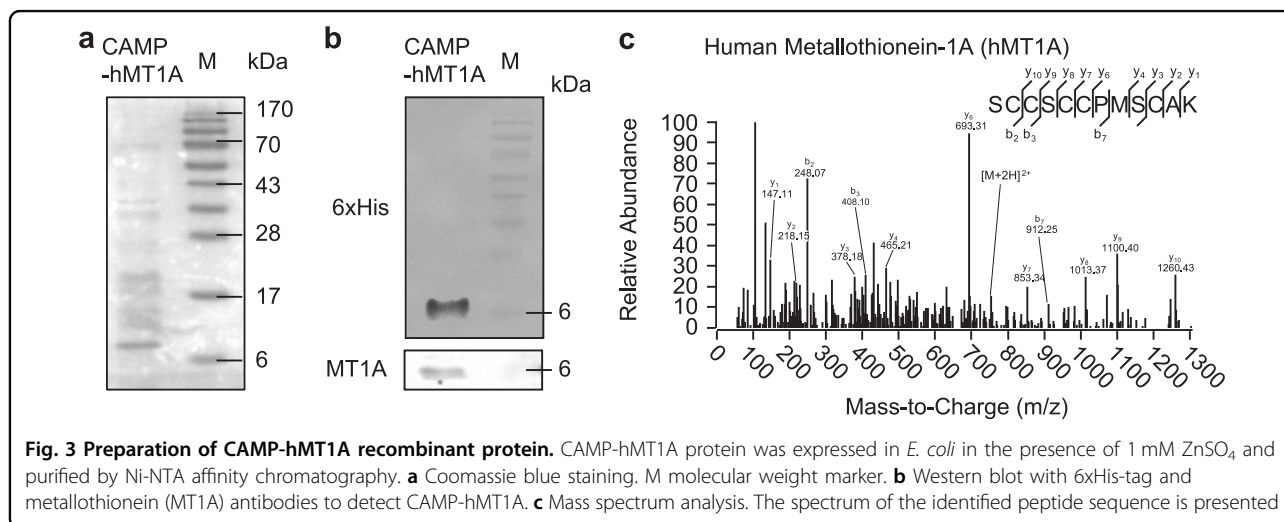 a
CAMP
-hMT1A
M
kDa
170
70
43
28
17
6
b
CAMP
-hMT1A
M
kDa
6xHis
6
MT1A
6
c
Human Metallothionein-1A (hMT1A)
y10 y9 y8 y7 y6 y4 y3 y2 y1
SCCSCCPMSCAK
b2 b3 b7
Relative Abundance
100
90
80
70
60
50
40
30
20
10
0
y1
147.11
y2
218.15
b2
248.07
y3
378.18
b3
408.10
y4
465.21
y6
693.31
[M+2H]2+
y7
853.34
b7
912.25
y8
1013.37
y9
1100.40
y10
1260.43
0 100 200 300 400 500 600 700 800 900 1000 1100 1200 1300
Mass-to-Charge (m/z)
Fig. 3 Preparation of CAMP-hMT1A recombinant protein. CAMP-hMT1A protein was expressed in E. coli in the presence of 1 mM ZnSO4 and
purified by Ni-NTA affinity chromatography. a Coomassie blue staining. M molecular weight marker. b Western blot with 6xHis-tag and
metallothionein (MT1A) antibodies to detect CAMP-hMT1A. c Mass spectrum analysis. The spectrum of the identified peptide sequence is presented